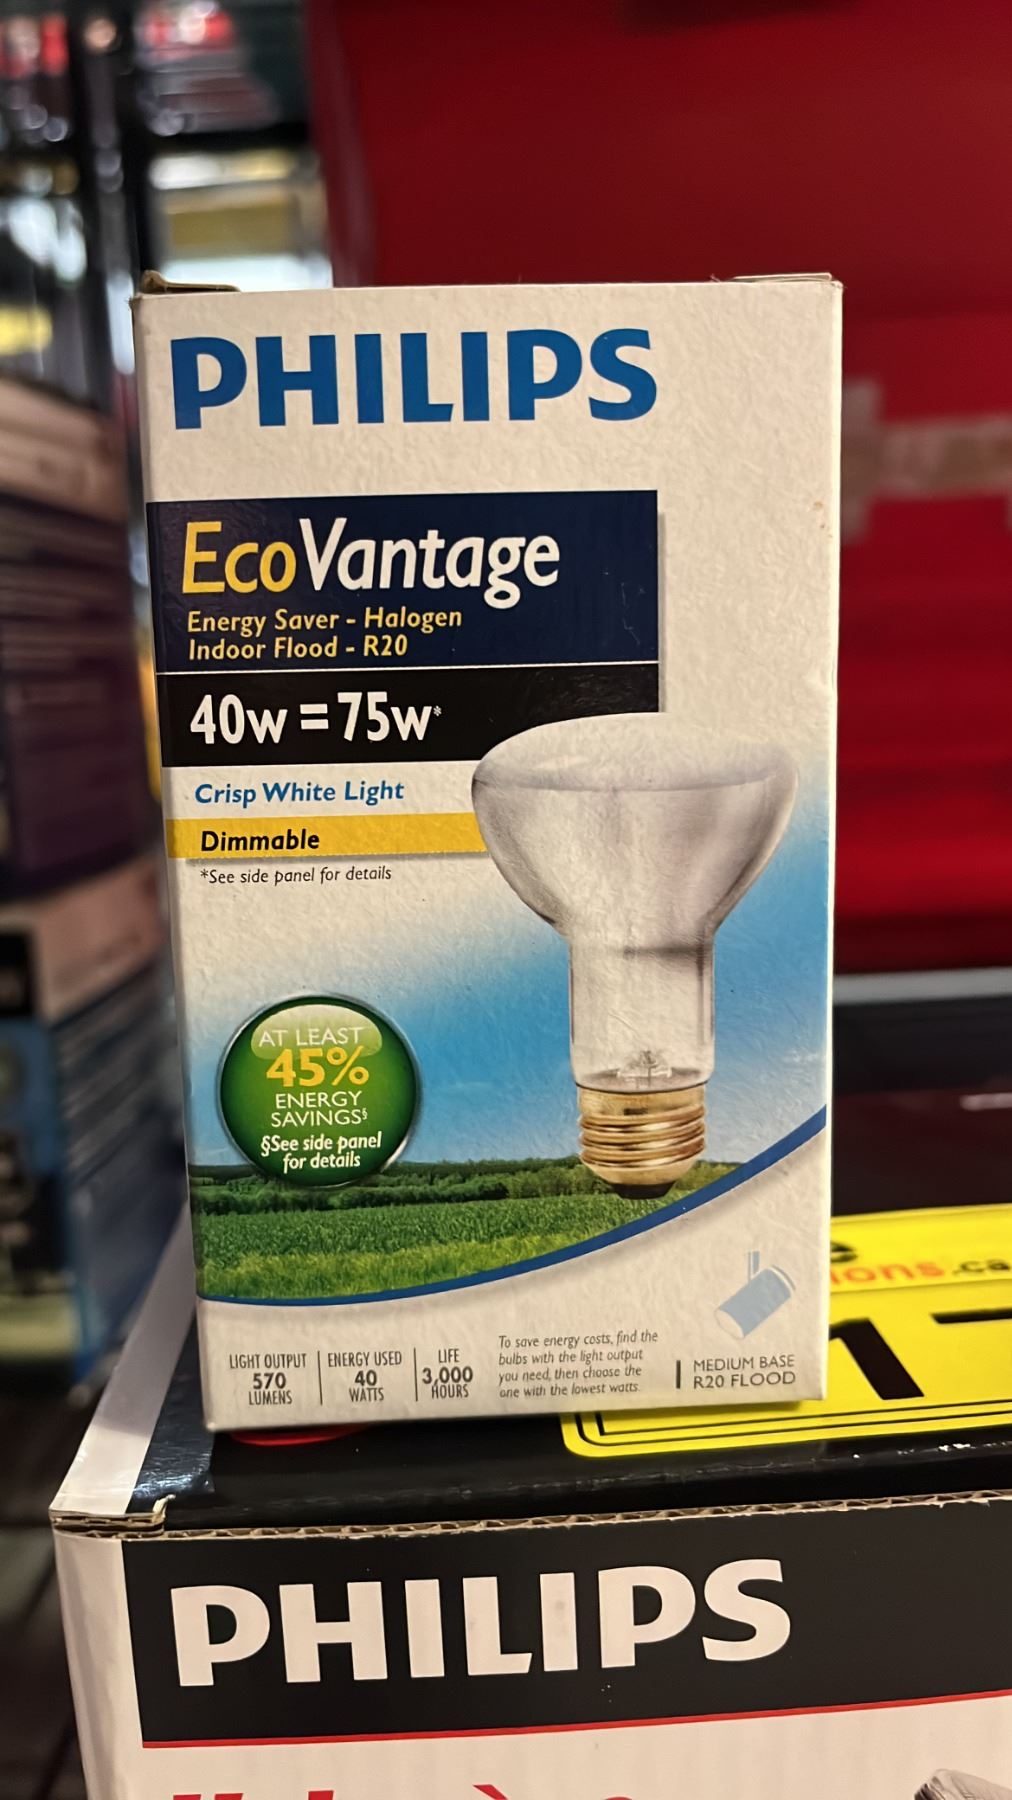 PHILIPS
EcoVantage
Energy Saver - Halogen
Indoor Flood - R20
40w = 75w*
Crisp White Light
Dimmable
*See side panel for details
AT LEAST
45%
ENERGY
SAVINGS§
§See side panel
for details
LIGHT OUTPUT
570
LUMENS
ENERGY USED
40
WATTS
LIFE
3,000
HOURS
To save energy costs, find the
bulbs with the light output
you need, then choose the
one with the lowest watts.
MEDIUM BASE
R20 FLOOD
ions.ca
PHILIPS